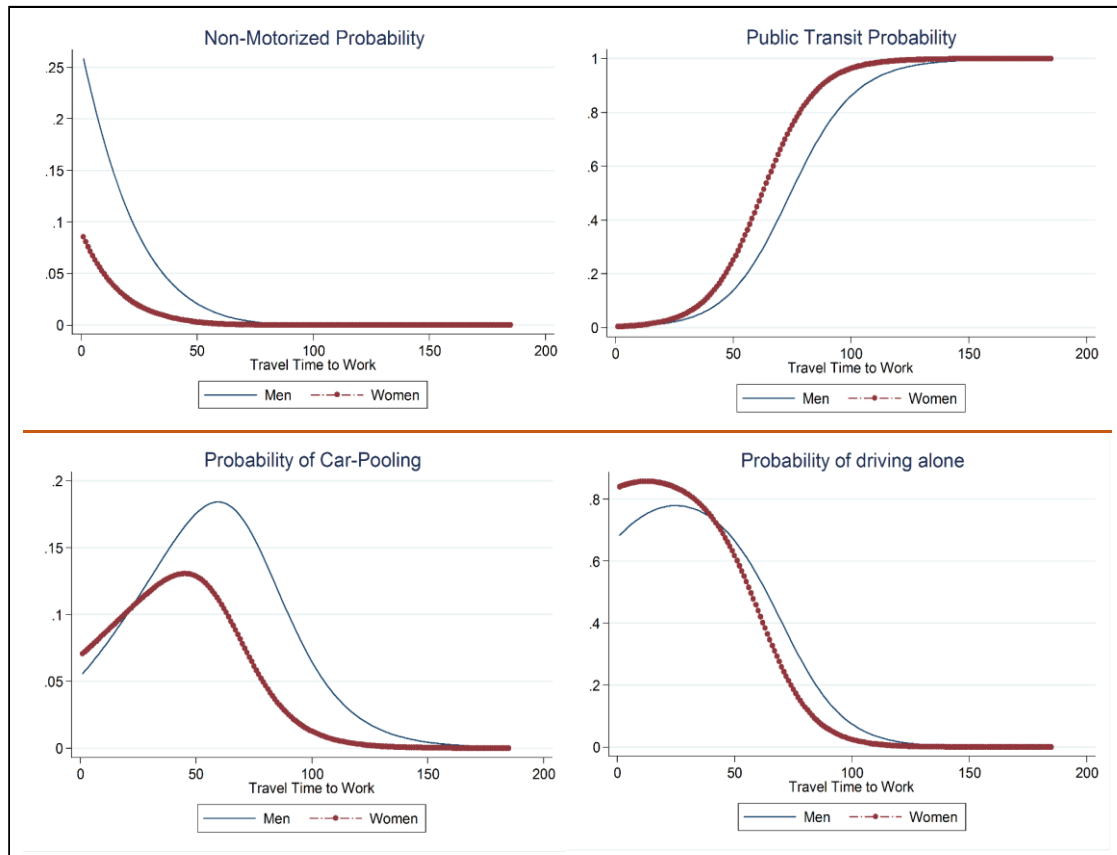 Non-Motorized Probability
.25
.2
.15
.1
.05
0
0 50 100 150 200
Travel Time to Work
Men Women
Public Transit Probability
1
.8
.6
.4
.2
0
0 50 100 150 200
Travel Time to Work
Men Women
Probability of Car-Pooling
.2
.15
.1
.05
0
0 50 100 150 200
Travel Time to Work
Men Women
Probability of driving alone
.8
.6
.4
.2
0
0 50 100 150 200
Travel Time to Work
Men Women